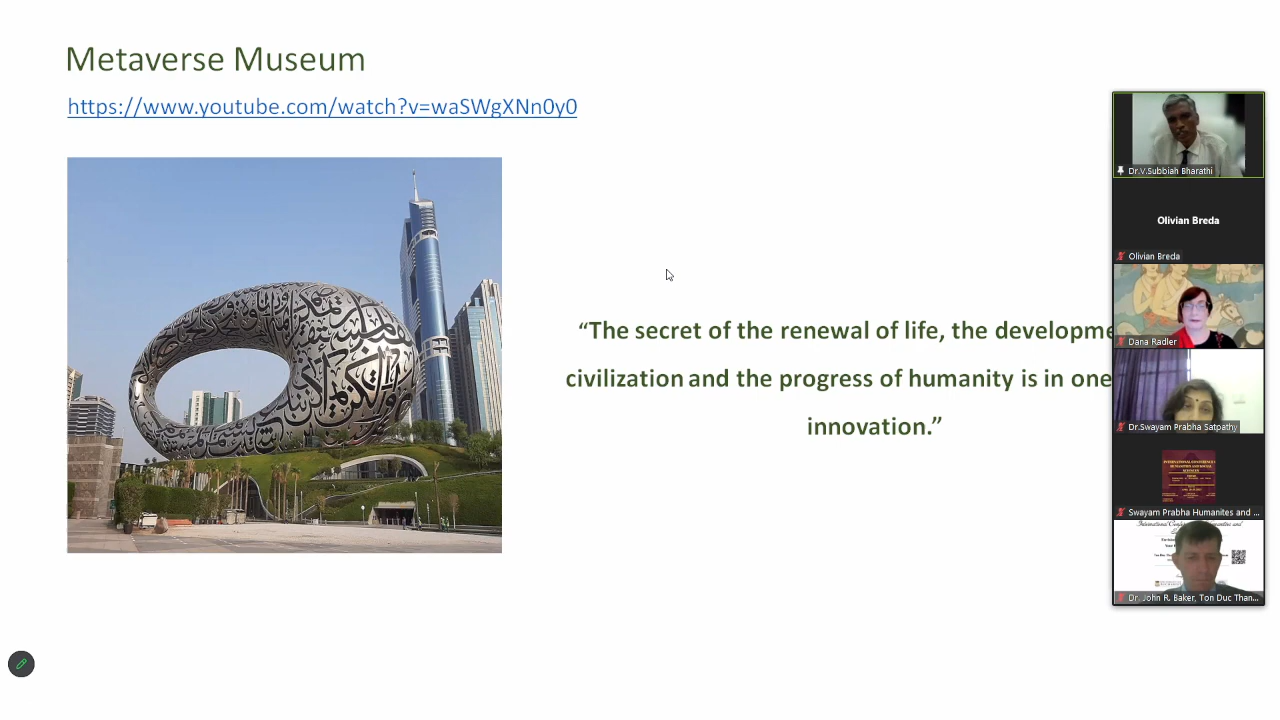 Metaverse Museum
https://www.youtube.com/watch?v=waSWgXNn0y0
“The secret of the renewal of life, the developme
civilization and the progress of humanity is in one
innovation.”
Dr.V.Subbiah Bharathi
Olivian Breda
Olivian Breda
Dana Radler
Dr.Swayam Prabha Satpathy
Swayam Prabha Humanites and ...
Dr. John R. Baker, Ton Duc Than...